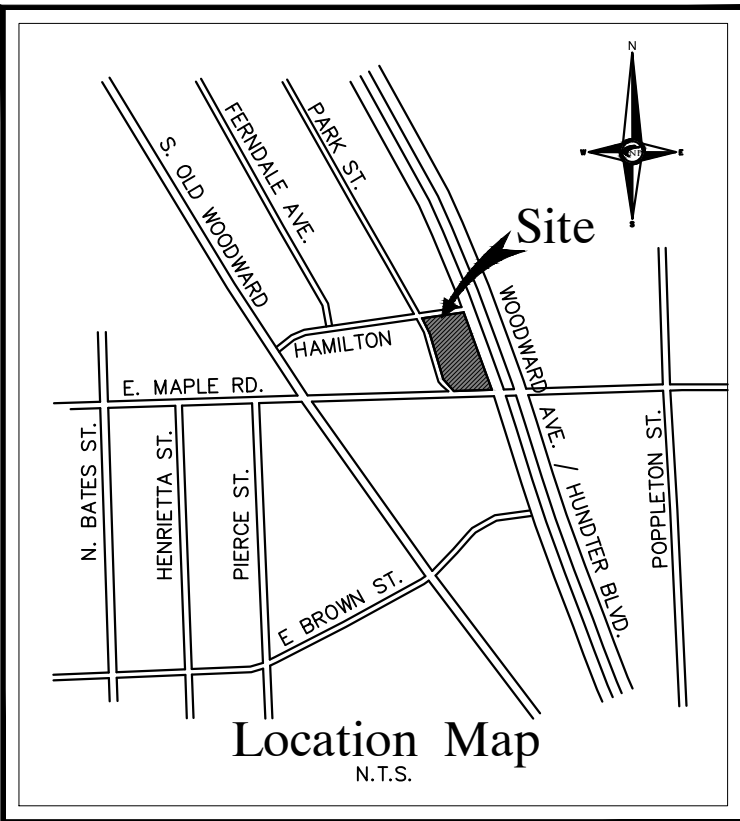 N
W
E
S
S. OLD WOODWARD
FERNDALE AVE.
PARK ST.
Site
WOODWARD AVE. / HUNDTER BLVD.
HAMILTON
E. MAPLE RD.
N. BATES ST.
HENRIETTA ST.
PIERCE ST.
POPPLETON ST.
E BROWN ST.
Location Map
N.T.S.